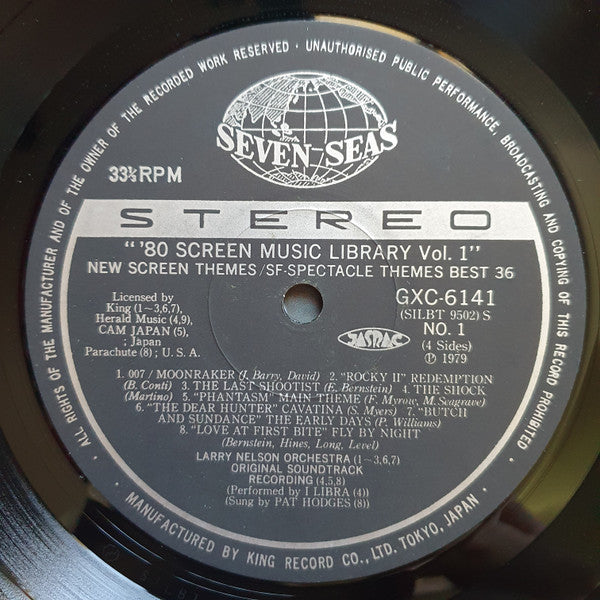 ALL RIGHTS OF THE MANUFACTURER AND OF THE OWNER OF THE RECORDED WORK RESERVED · UNAUTHORISED PUBLIC PERFORMANCE, BROADCASTING AND COPYING OF THIS RECORD PROHIBITED ·
SEVEN SEAS
33⅓RPM
STEREO
"'80 SCREEN MUSIC LIBRARY Vol. 1"
NEW SCREEN THEMES/SF-SPECTACLE THEMES BEST 36
Licensed by
King (1~3,6,7)
Herald Music (4,9),
CAM JAPAN (5),
; Japan
Parachute (8) ; U. S. A.
JASRAC
GXC-6141
(SILBT 9502) S
NO. 1
(4 Sides)
Ⓟ 1979
1. 007 / MOONRAKER (J. Barry, David) 2. "ROCKY II" REDEMPTION
(B. Conti) 3. THE LAST SHOOTIST (E. Bernstein) 4. THE SHOCK
(Martino) 5. "PHANTASM" MAIN THEME (F. Myrow, M. Seagrave)
6. "THE DEAR HUNTER" CAVATINA (S. Myers) 7. "BUTCH
AND SUNDANCE" THE EARLY DAYS (P. Williams)
8. "LOVE AT FIRST BITE" FLY BY NIGHT
(Bernstein, Hines, Long, Level)
LARRY NELSON ORCHESTRA (1~3,6,7)
ORIGINAL SOUNDTRACK
RECORDING (4,5,8)
(Performed by I LIBRA (4))
(Sung by PAT HODGES (8))
MANUFACTURED BY KING RECORD CO., LTD. TOKYO, JAPAN